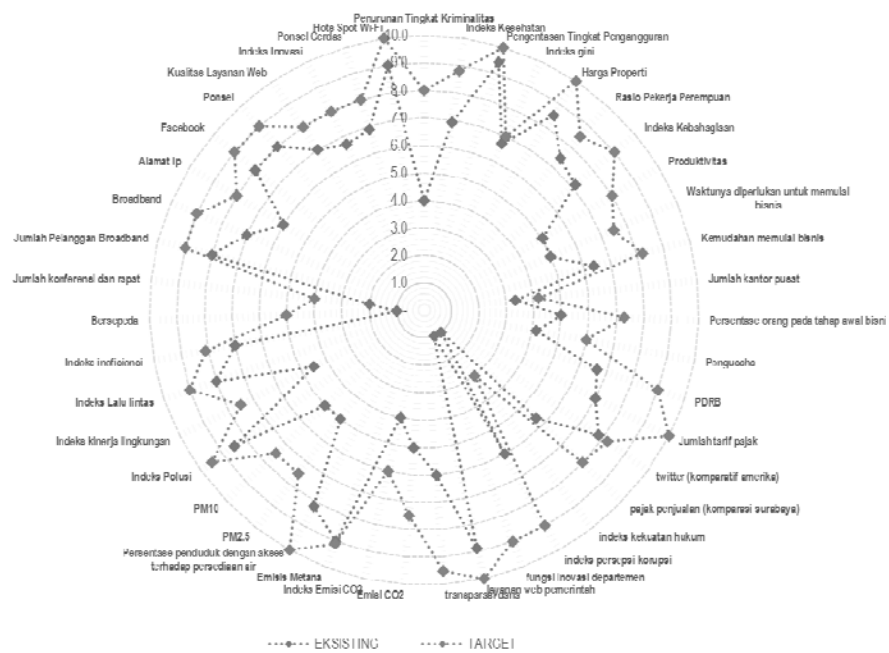 Penurunan Tingkat Kriminalitas
Indeks Kesehatan
Pengentasan Tingkat Pengangguran
Indeks gini
Harga Properti
Rasio Pekerja Perempuan
Indeks Kebahagiaan
Produktivitas
Waktunya diperlukan untuk memulai
bisnis
Kemudahan memulai bisnis
Jumlah kantor pusat
Persentase orang pada tahap awal bisni
Pengusaha
PDRB
Jumlah tarif pajak
twitter (komparatif amerika)
pajak penjualan (komparasi surabaya)
indeks kekuatan hukum
indeks persepsi korupsi
fungsi inovasi departemen
layanan web pemerintah
transparasi dana
Emisi CO2
Indeks Emisi CO2
Emisis Metana
Persentase penduduk dengan akses
terhadap persediaan air
PM2.5
PM10
Indeks Polusi
Indeks kinerja lingkungan
Indeks Lalu lintas
Indeks inefisiensi
Bersepeda
Jumlah konferensi dan rapat
Jumlah Pelanggan Broadband
Broadband
Alamat Ip
Facebook
Ponsel
Kualitas Layanan Web
Indeks Inovasi
Ponsel Cerdas
Hots Spot Wi-Fi
10.0
9.0
8.0
7.0
6.0
5.0
4.0
3.0
2.0
1.0
-
EKSISTING
TARGET